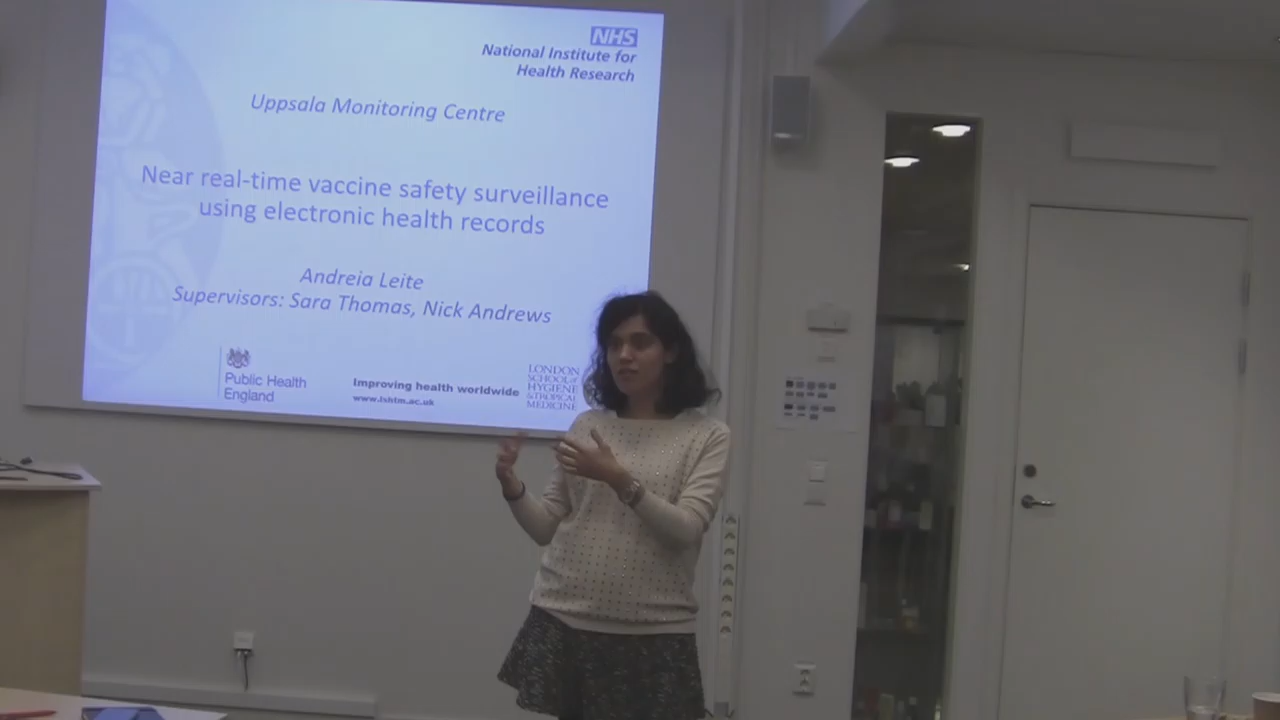 NHS
National Institute for
Health Research
Uppsala Monitoring Centre
Near real-time vaccine safety surveillance
using electronic health records
Andreia Leite
Supervisors: Sara Thomas, Nick Andrews
Public Health
England
Improving health worldwide
www.lshtm.ac.uk
LONDON
SCHOOL of
HYGIENE
& TROPICAL
MEDICINE